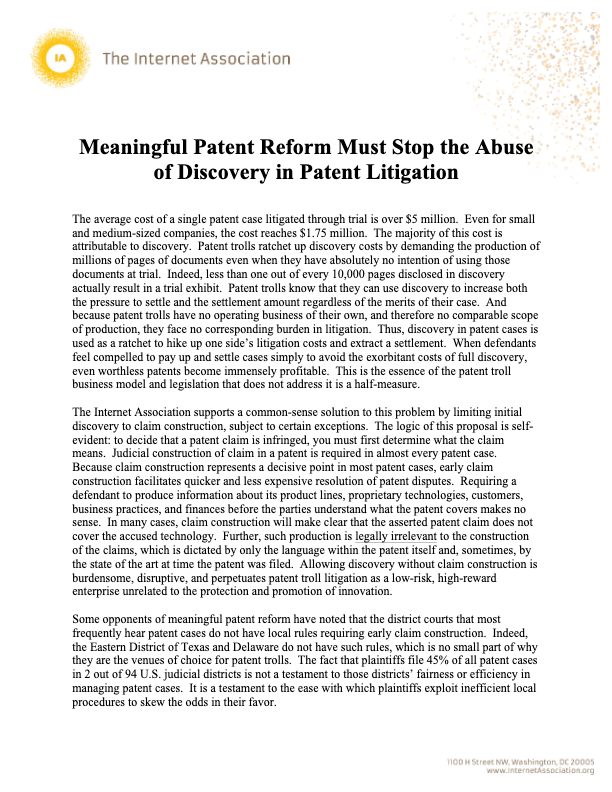 IA
The Internet Association
Meaningful Patent Reform Must Stop the Abuse
of Discovery in Patent Litigation
The average cost of a single patent case litigated through trial is over $5 million.  Even for small
and medium-sized companies, the cost reaches $1.75 million.  The majority of this cost is
attributable to discovery.  Patent trolls ratchet up discovery costs by demanding the production of
millions of pages of documents even when they have absolutely no intention of using those
documents at trial.  Indeed, less than one out of every 10,000 pages disclosed in discovery
actually result in a trial exhibit.  Patent trolls know that they can use discovery to increase both
the pressure to settle and the settlement amount regardless of the merits of their case.  And
because patent trolls have no operating business of their own, and therefore no comparable scope
of production, they face no corresponding burden in litigation.  Thus, discovery in patent cases is
used as a ratchet to hike up one side's litigation costs and extract a settlement.  When defendants
feel compelled to pay up and settle cases simply to avoid the exorbitant costs of full discovery,
even worthless patents become immensely profitable.  This is the essence of the patent troll
business model and legislation that does not address it is a half-measure.
The Internet Association supports a common-sense solution to this problem by limiting initial
discovery to claim construction, subject to certain exceptions.  The logic of this proposal is self-
evident: to decide that a patent claim is infringed, you must first determine what the claim
means.  Judicial construction of claim in a patent is required in almost every patent case.
Because claim construction represents a decisive point in most patent cases, early claim
construction facilitates quicker and less expensive resolution of patent disputes.  Requiring a
defendant to produce information about its product lines, proprietary technologies, customers,
business practices, and finances before the parties understand what the patent covers makes no
sense.  In many cases, claim construction will make clear that the asserted patent claim does not
cover the accused technology.  Further, such production is legally irrelevant to the construction
of the claims, which is dictated by only the language within the patent itself and, sometimes, by
the state of the art at time the patent was filed.  Allowing discovery without claim construction is
burdensome, disruptive, and perpetuates patent troll litigation as a low-risk, high-reward
enterprise unrelated to the protection and promotion of innovation.
Some opponents of meaningful patent reform have noted that the district courts that most
frequently hear patent cases do not have local rules requiring early claim construction.  Indeed,
the Eastern District of Texas and Delaware do not have such rules, which is no small part of why
they are the venues of choice for patent trolls.  The fact that plaintiffs file 45% of all patent cases
in 2 out of 94 U.S. judicial districts is not a testament to those districts' fairness or efficiency in
managing patent cases.  It is a testament to the ease with which plaintiffs exploit inefficient local
procedures to skew the odds in their favor.
1100 H Street NW, Washington, DC 20005
www.InternetAssociation.org